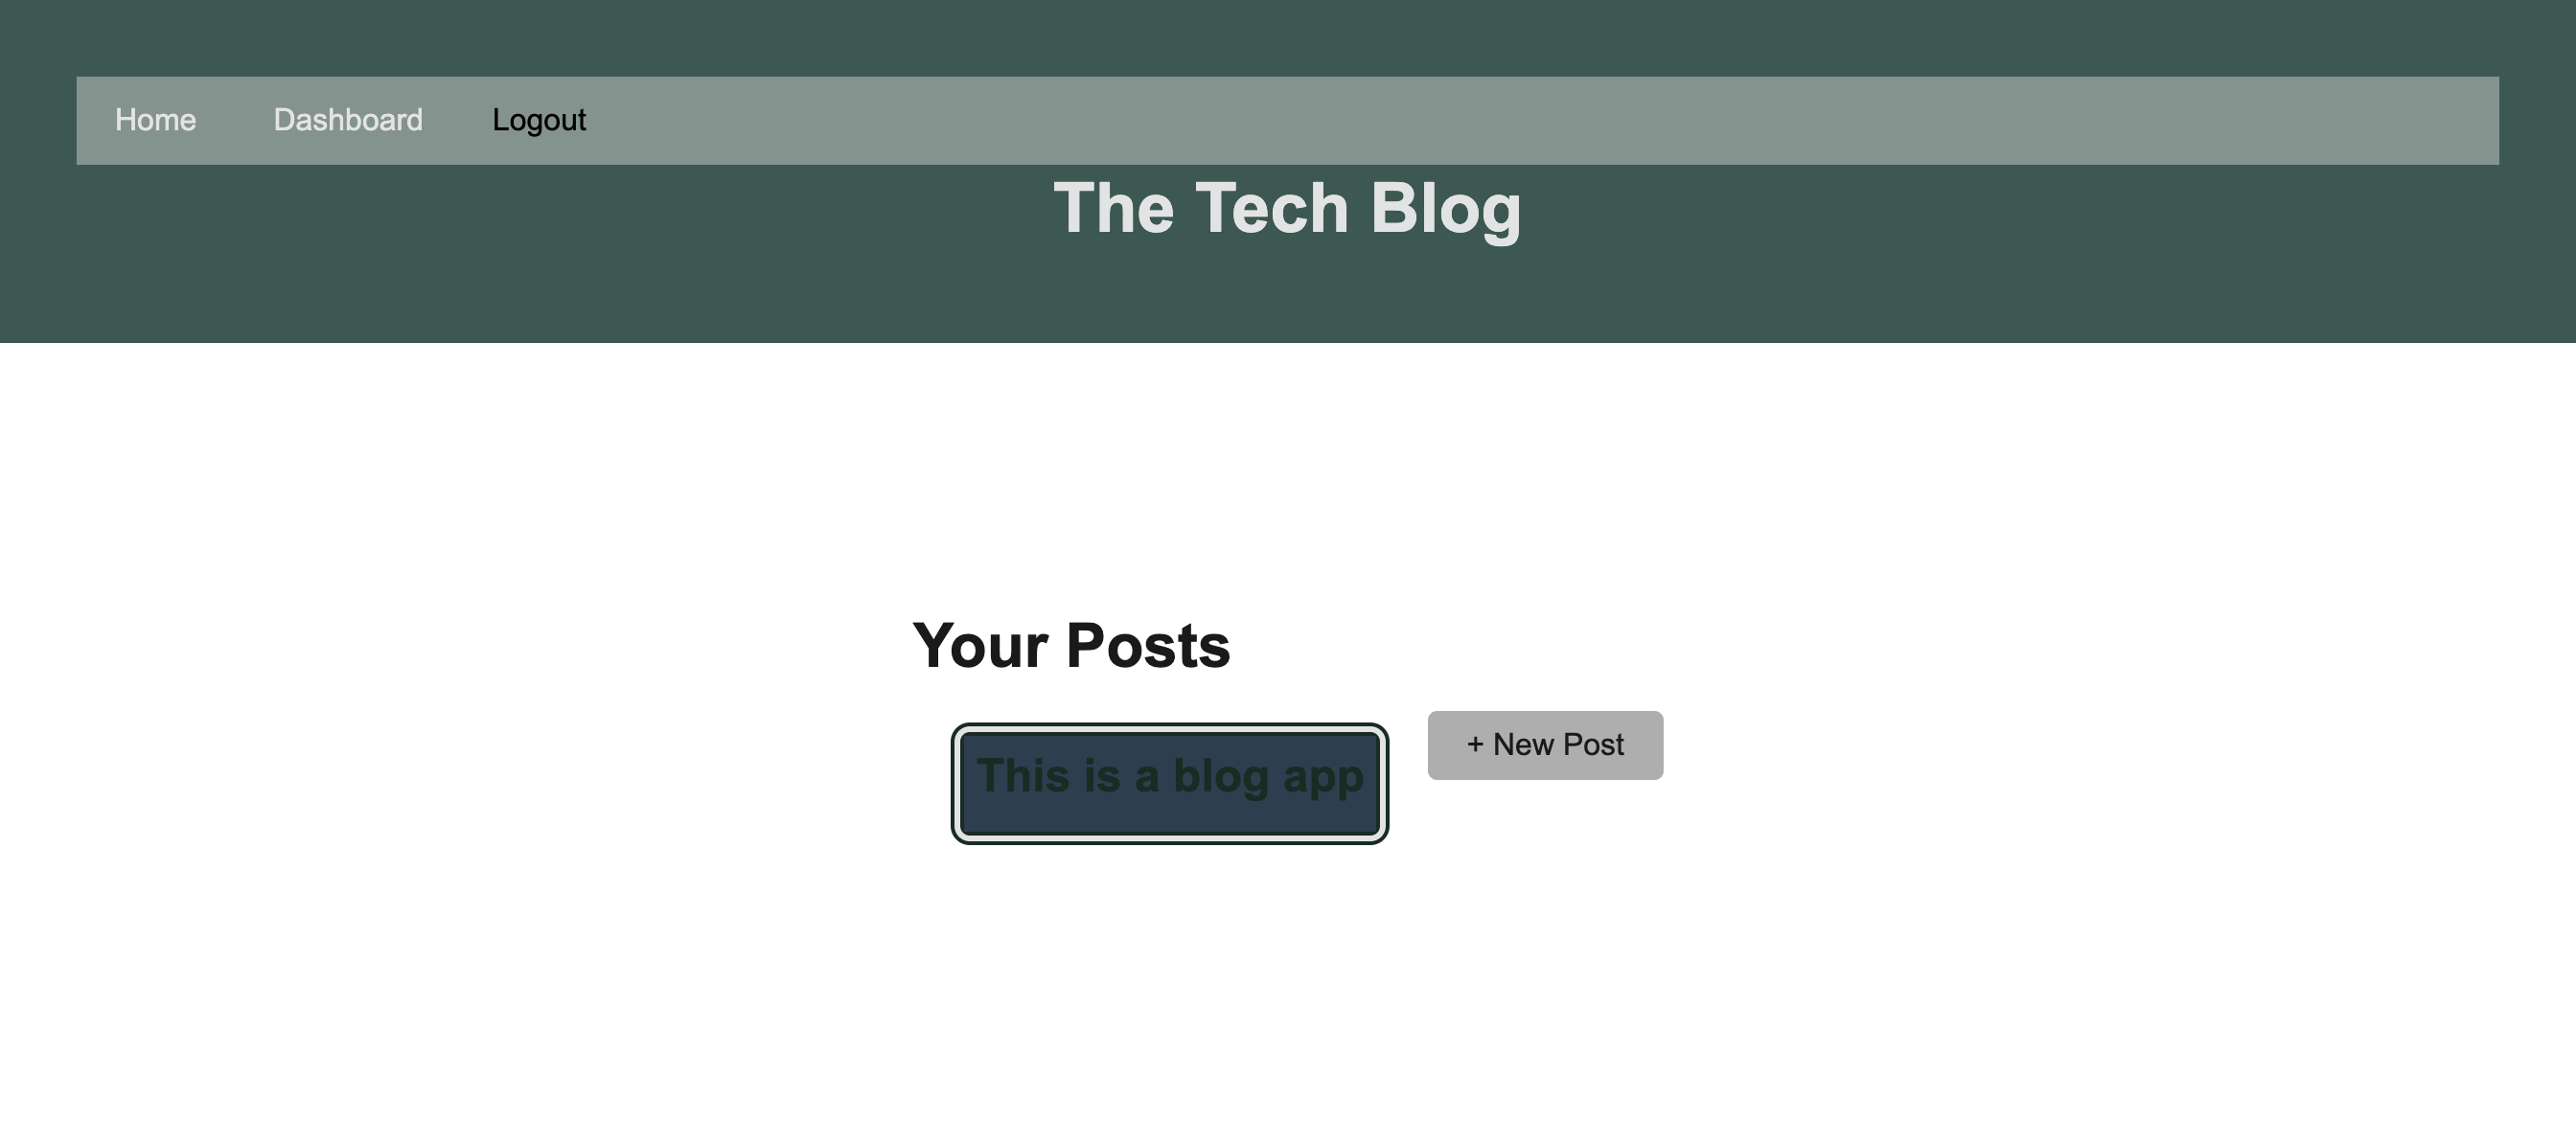 Home Dashboard Logout
The Tech Blog
Your Posts
+ New Post
This is a blog app